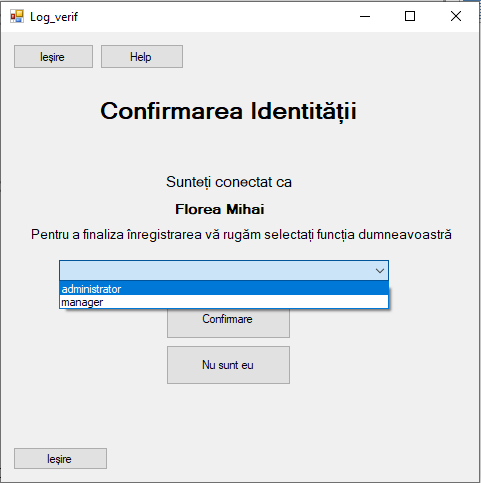 Log_verif
Ieșire Help
Confirmarea Identității
Sunteți conectat ca
Florea Mihai
Pentru a finaliza înregistrarea vă rugăm selectați funcția dumneavoastră
administrator
manager
Confirmare
Nu sunt eu
Ieșire